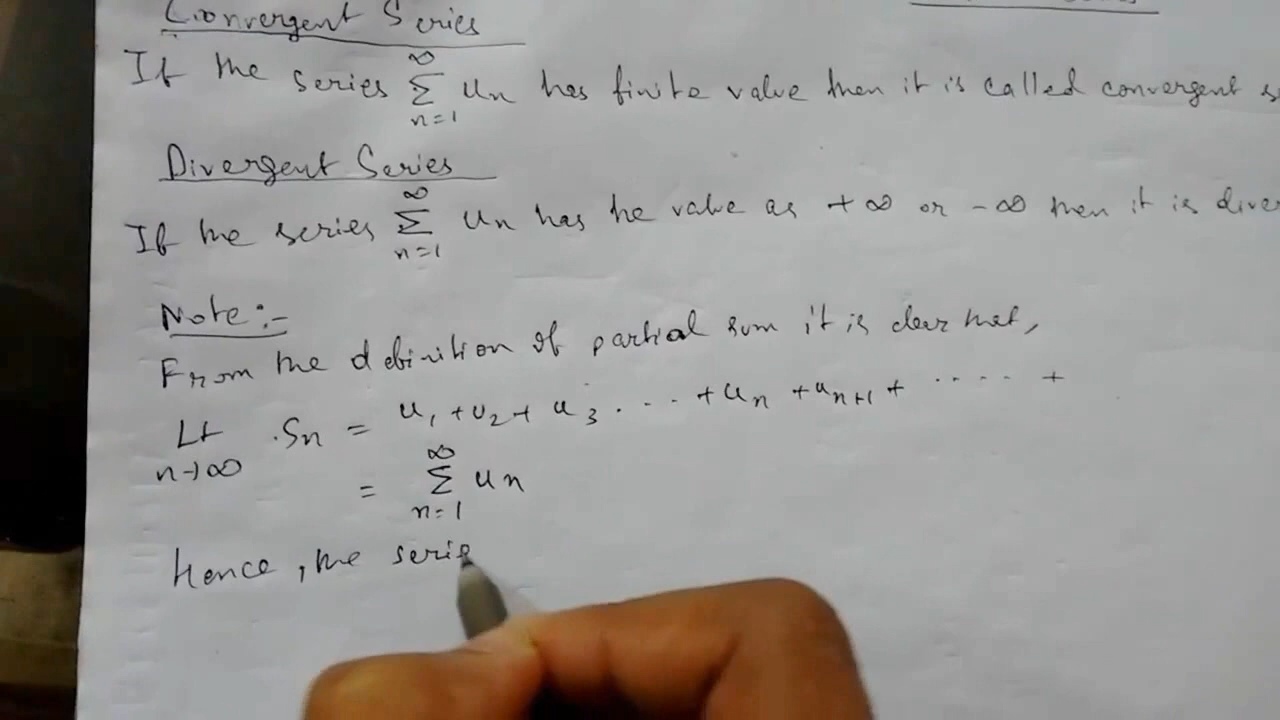 Convergent Series
If the series ∞∑n=1 un has finite value then it is called convergent s
Divergent Series
If the series ∞∑n=1 un has he value as +∞ or -∞ then it is diver
Note:-
From the definition of partial sum it is clear that,
Lt n→∞ .Sn = u1 + u2 + u3 . ... + un + un+1 + ..... +
= ∞∑n=1 un
Hence, the serie